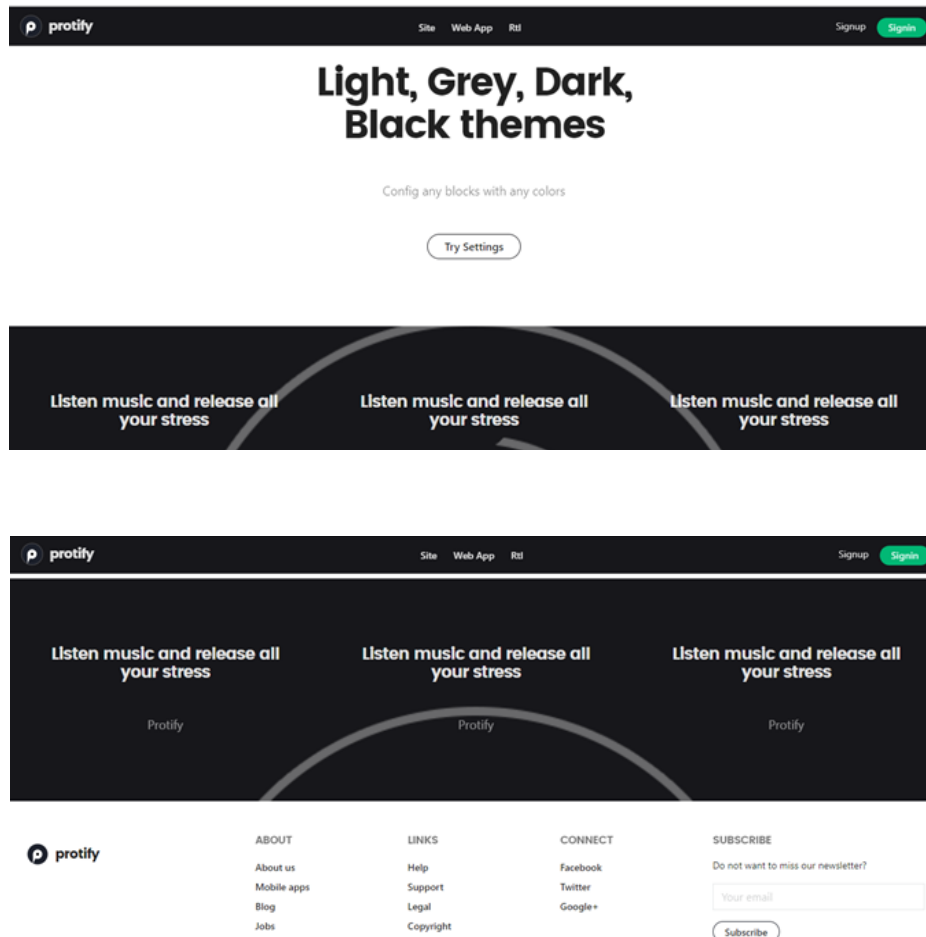 protify Site Web App Rtl Signup Signin
Light, Grey, Dark,
Black themes
Config any blocks with any colors
Try Settings
Listen music and release all Listen music and release all Listen music and release all
your stress your stress your stress
protify Site Web App Rtl Signup Signin
Listen music and release all Listen music and release all Listen music and release all
your stress your stress your stress
Protify Protify Protify
protify
ABOUT
About us
Mobile apps
Blog
Jobs
LINKS
Help
Support
Legal
Copyright
CONNECT
Facebook
Twitter
Google+
SUBSCRIBE
Do not want to miss our newsletter?
Your email
Subscribe